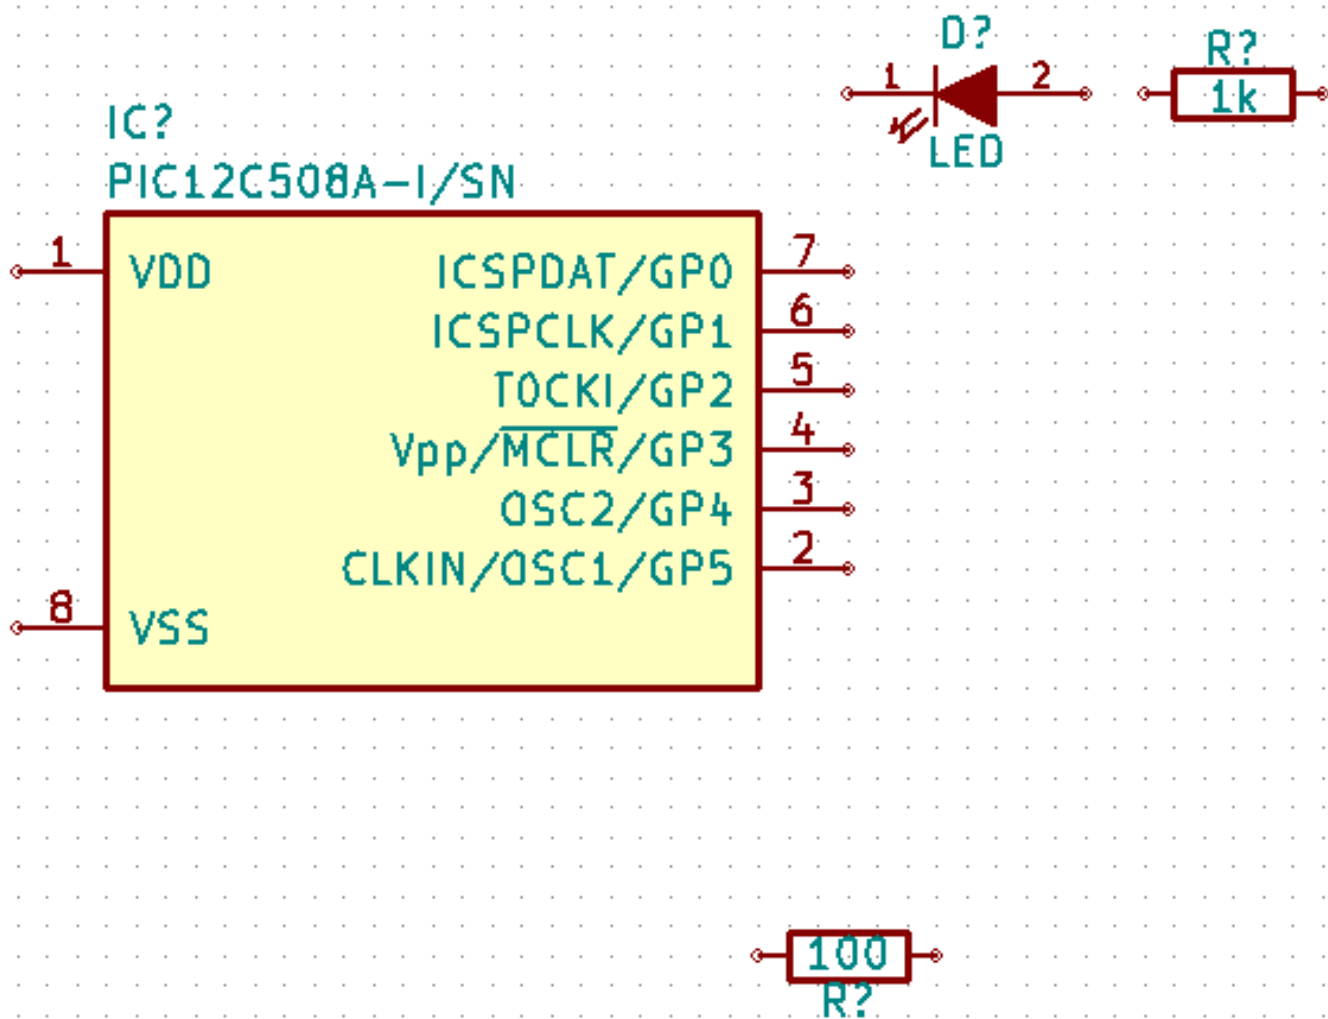 D?
1 2
LED
R?
1k
IC?
PIC12C508A-I/SN
1 VDD ICSPDAT/GP0 7
ICSPCLK/GP1 6
T0CKI/GP2 5
Vpp/MCLR/GP3 4
OSC2/GP4 3
CLKIN/OSC1/GP5 2
8 VSS
100
R?